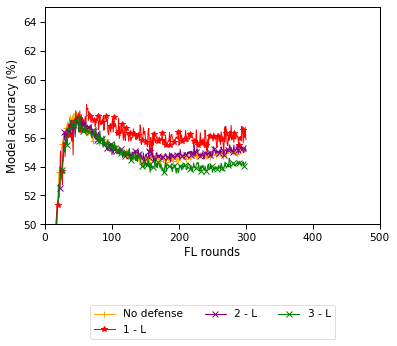 64
62
60
58
56
54
52
50
Model accuracy (%)
0 100 200 300 400 500
FL rounds
No defense 2 - L 3 - L
1 - L